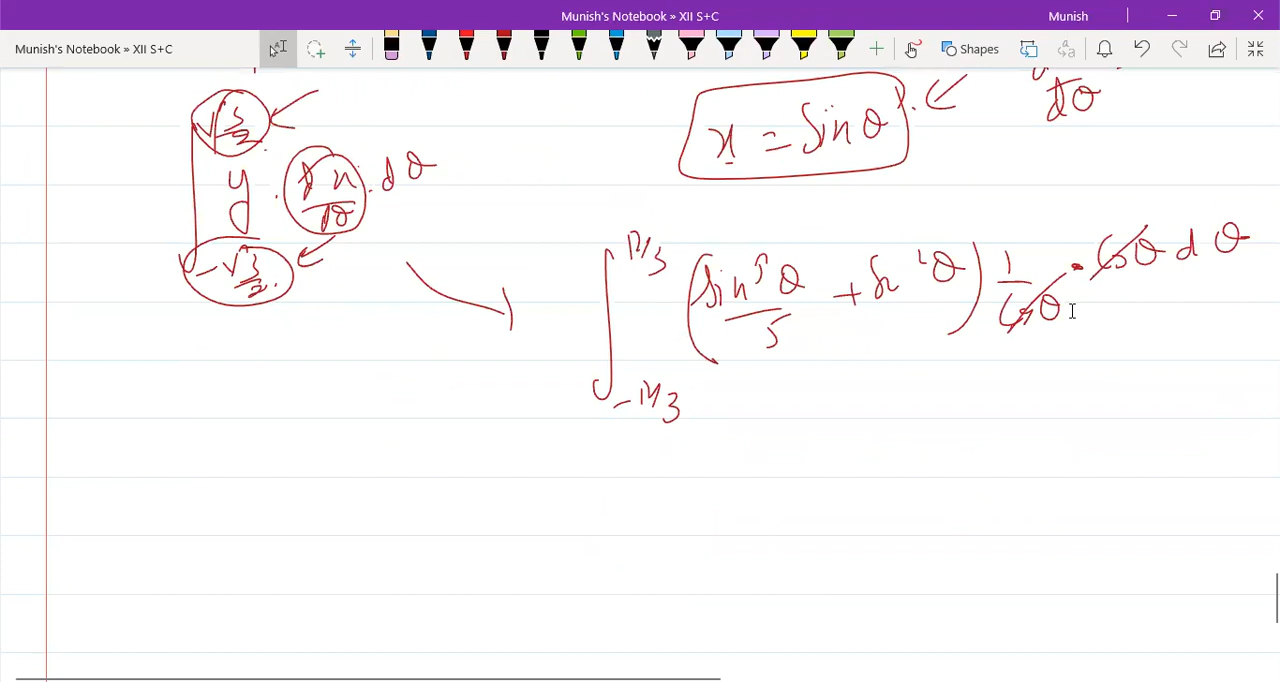 Munish's Notebook » XII S+C
Munish
Munish's Notebook » XII S+C
Shapes
dθ
x = sinθ
√3/2
y . dx/dθ . dθ
-√3/2
∫ π/3 -π/3 ( sin⁵θ/5 + θ ) 1/cosθ · cosθ dθ